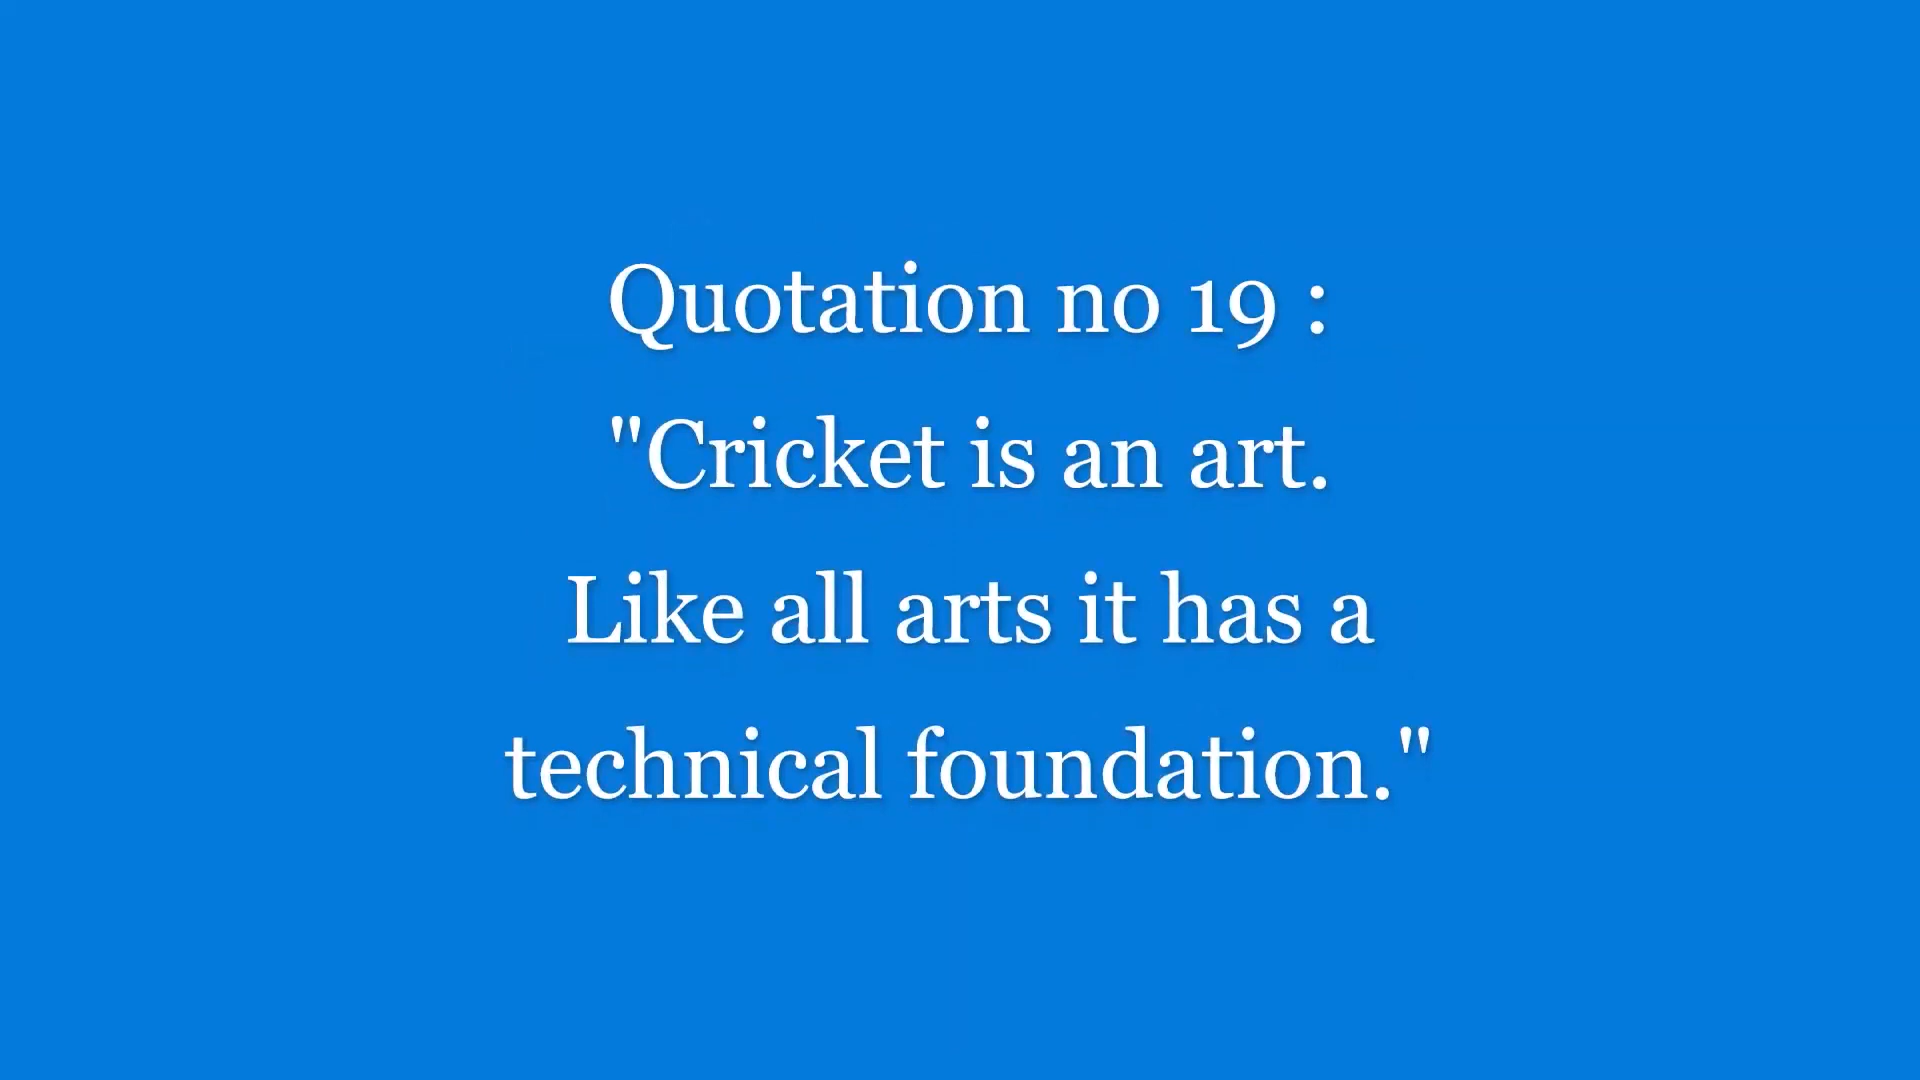 Quotation no 19 :
"Cricket is an art.
Like all arts it has a
technical foundation."